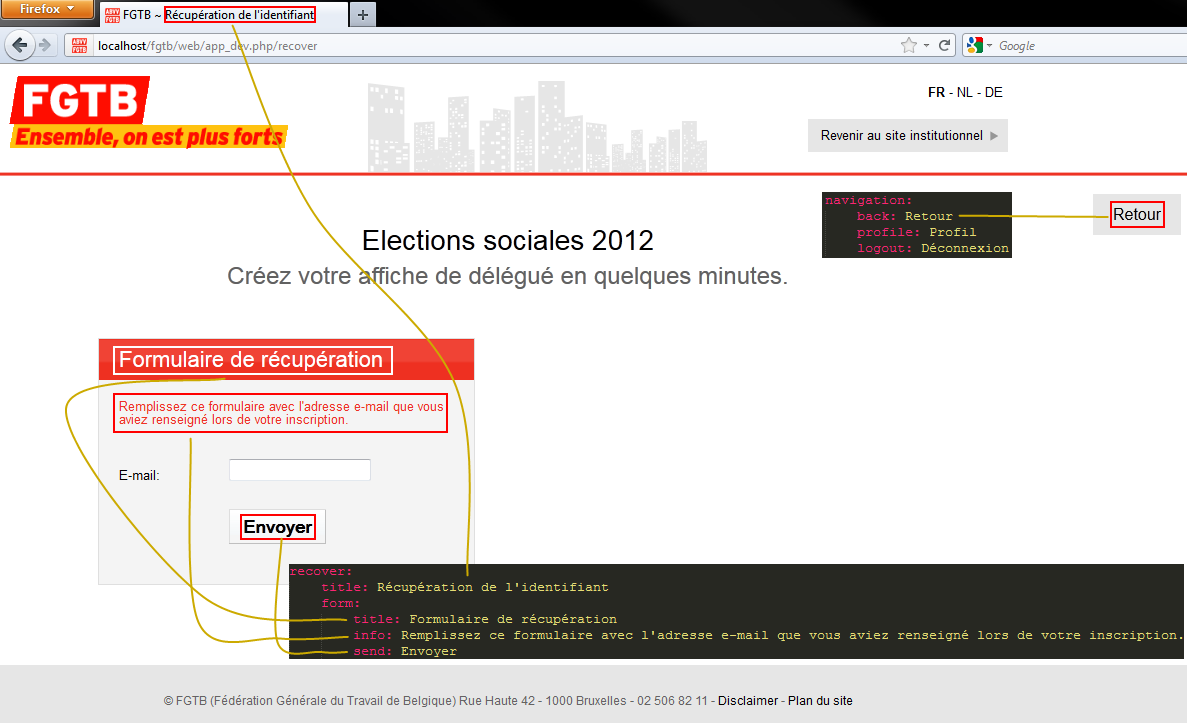 Firefox
ABVV FGTB FGTB ~ Récupération de l'identifiant
ABVV FGTB localhost/fgtb/web/app_dev.php/recover
Google
FGTB
Ensemble, on est plus forts
FR - NL - DE
Revenir au site institutionnel
navigation:
back: Retour
profile: Profil
logout: Déconnexion
Retour
Elections sociales 2012
Créez votre affiche de délégué en quelques minutes.
Formulaire de récupération
Remplissez ce formulaire avec l'adresse e-mail que vous
aviez renseigné lors de votre inscription.
E-mail:
Envoyer
recover:
title: Récupération de l'identifiant
form:
title: Formulaire de récupération
info: Remplissez ce formulaire avec l'adresse e-mail que vous aviez renseigné lors de votre inscription.
send: Envoyer
© FGTB (Fédération Générale du Travail de Belgique) Rue Haute 42 - 1000 Bruxelles - 02 506 82 11 - Disclaimer - Plan du site